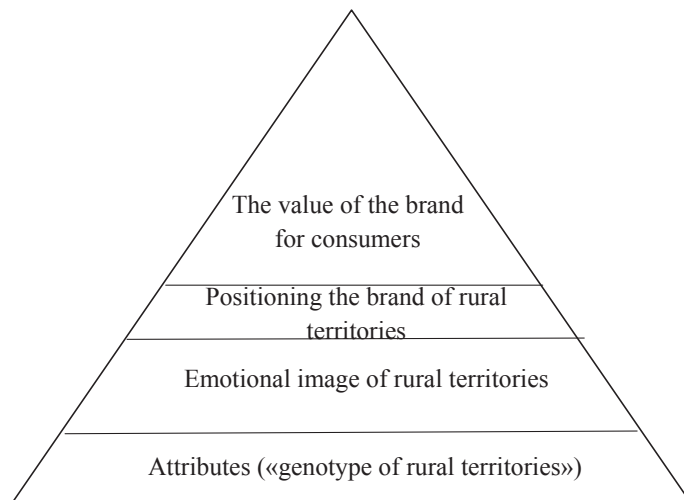 The value of the brand
for consumers
Positioning the brand of rural
territories
Emotional image of rural territories
Attributes («genotype of rural territories»)